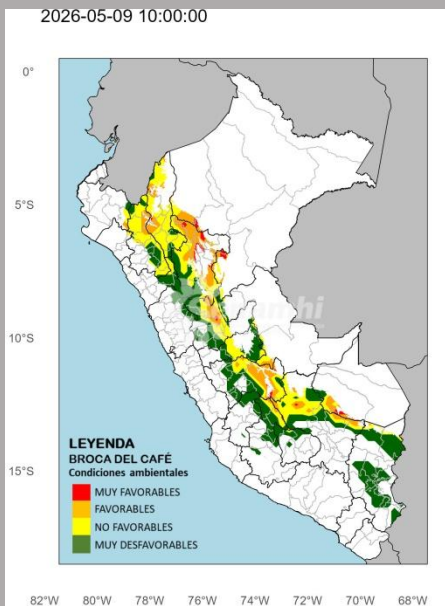 2026-05-09 10:00:00
0°
5°S
10°S
15°S
senamhi
LEYENDA
BROCA DEL CAFÉ
Condiciones ambientales
MUY FAVORABLES
FAVORABLES
NO FAVORABLES
MUY DESFAVORABLES
82°W 80°W 78°W 76°W 74°W 72°W 70°W 68°W